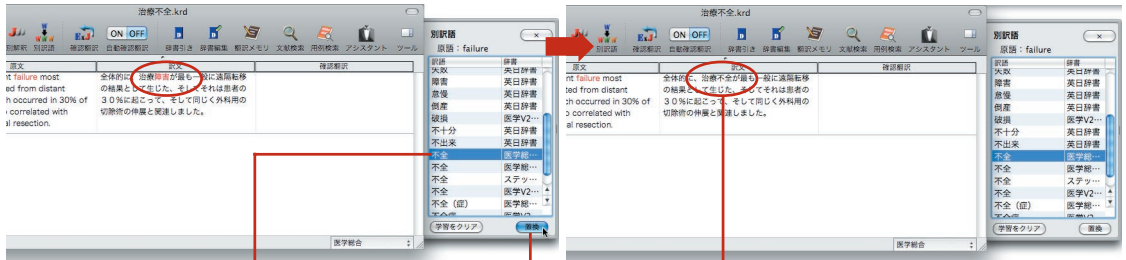 治療不全.krd
別解釈 別訳語 確認翻訳 自動確認翻訳 辞書引き 辞書編集 翻訳メモリ 文献検索 用例検索 アシスタント ツール
ON OFF
原文 訳文 確認翻訳
nt failure most
ed from distant
ch occurred in 30% of
correlated with
al resection.
全体的に、治療障害が最も一般に遠隔転移
の結果として生じた、そしてそれは患者の
30%に起こって、そして同じく外科用の
切除術の伸展と関連しました。
医学総合
別訳語
原語：failure
訳語 辞書
失敗 英日辞書
障害 英日辞書
怠慢 英日辞書
倒産 英日辞書
破損 医学V2…
不十分 英日辞書
不出来 英日辞書
不全 医学総…
不全 医学総…
不全 ステッ…
不全 医学V2…
不全（症） 医学総…
不全症 医学V2
学習をクリア 置換
治療不全.krd
別訳語 確認翻訳 自動確認翻訳 辞書引き 辞書編集 翻訳メモリ 文献検索 用例検索 アシスタント ツール
ON OFF
原文 訳文 確認翻訳
nt failure most
ed from distant
ch occurred in 30% of
correlated with
al resection.
全体的に、治療不全が最も一般に遠隔転移
の結果として生じた、そしてそれは患者の
30%に起こって、そして同じく外科用の
切除術の伸展と関連しました。
医学総合
別訳語
原語：failure
訳語 辞書
失敗 英日辞書
障害 英日辞書
怠慢 英日辞書
倒産 英日辞書
破損 医学V2…
不十分 英日辞書
不出来 英日辞書
不全 医学総…
不全 医学総…
不全 ステッ…
不全 医学V2…
不全（症） 医学総…
不全症 医学V2
学習をクリア 置換